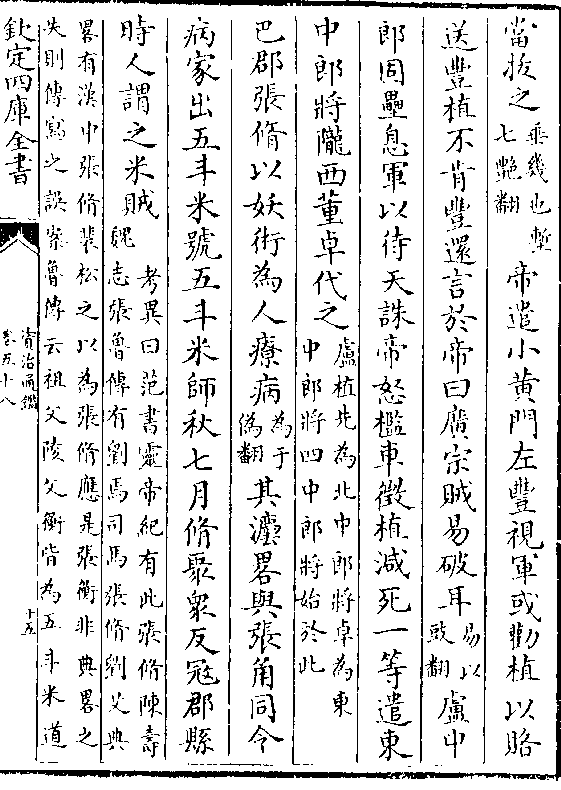 當拔之
垂幾也塹
七艶翻
帝遣小黃門左豐視軍或勸植以賂
送豐植不肯豐還言於帝曰廣宗賊易破耳
易以
豉翻
盧中
郎固壘息軍以待天誅帝怒檻車徵植減死一等遣東
中郎將隴西董卓代之
盧植先為北中郎將卓為東
中郎將四中郎將始於此
巴郡張脩以妖術為人療病
為于
偽翻
其灋畧與張角同令
病家出五斗米號五斗米師秋七月脩聚衆反寇郡縣
時人謂之米賊
考異曰范書靈帝紀有此張脩陳壽
魏志張魯傳有劉焉司馬張脩劉艾典
畧有漢中張脩裴松之以為張脩應是張衡非典畧之
失則傳寫之誤案魯傳云祖父陵父衡皆為五斗米道
欽定四庫全書
資治通鑑
卷五十八
十五